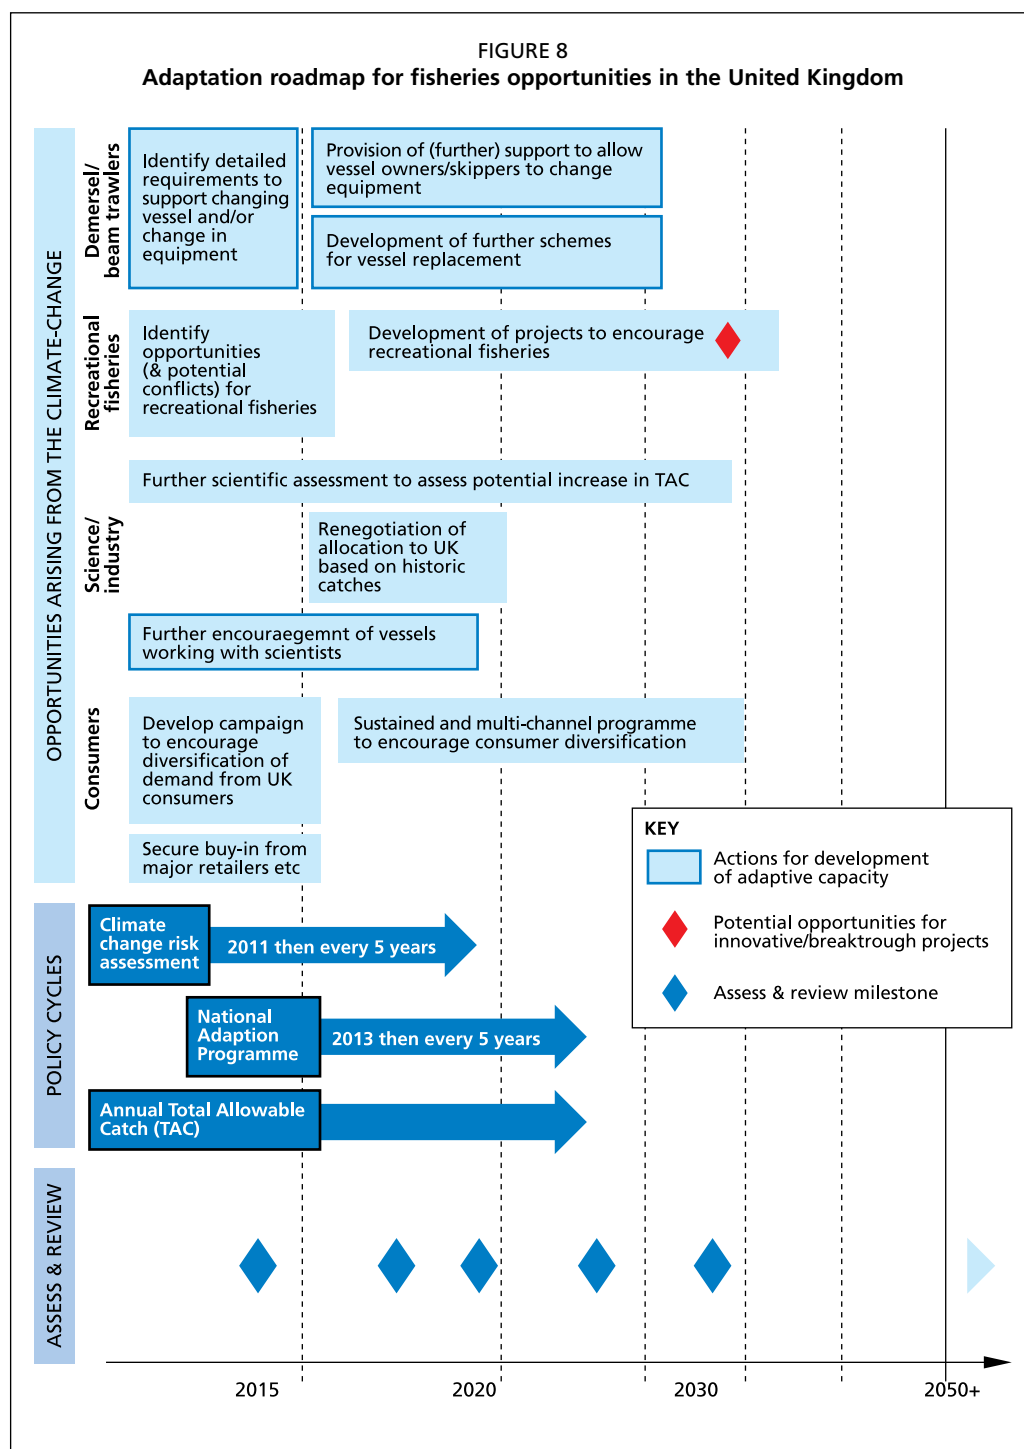 FIGURE 8
Adaptation roadmap for fisheries opportunities in the United Kingdom
OPPORTUNITIES ARISING FROM THE CLIMATE-CHANGE
Demersel/
beam trawlers
Identify detailed
requirements to
support changing
vessel and/or
change in
equipment
Provision of (further) support to allow
vessel owners/skippers to change
equipment
Development of further schemes
for vessel replacement
Recreational
fisheries
Identify
opportunities
(& potential
conflicts) for
recreational fisheries
Development of projects to encourage
recreational fisheries
Science/
industry
Further scientific assessment to assess potential increase in TAC
Renegotiation of
allocation to UK
based on historic
catches
Further encouraegemnt of vessels
working with scientists
Consumers
Develop campaign
to encourage
diversification of
demand from UK
consumers
Sustained and multi-channel programme
to encourage consumer diversification
Secure buy-in from
major retailers etc
KEY
Actions for development
of adaptive capacity
Potential opportunities for
innovative/breaktrough projects
Assess & review milestone
POLICY CYCLES
Climate
change risk
assessment
2011 then every 5 years
National
Adaption
Programme
2013 then every 5 years
Annual Total Allowable
Catch (TAC)
ASSESS & REVIEW
2015
2020
2030
2050+